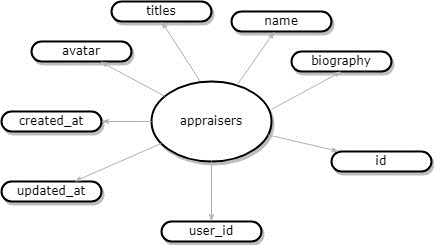 titles
name
avatar
biography
created_at
appraisers
id
updated_at
user_id